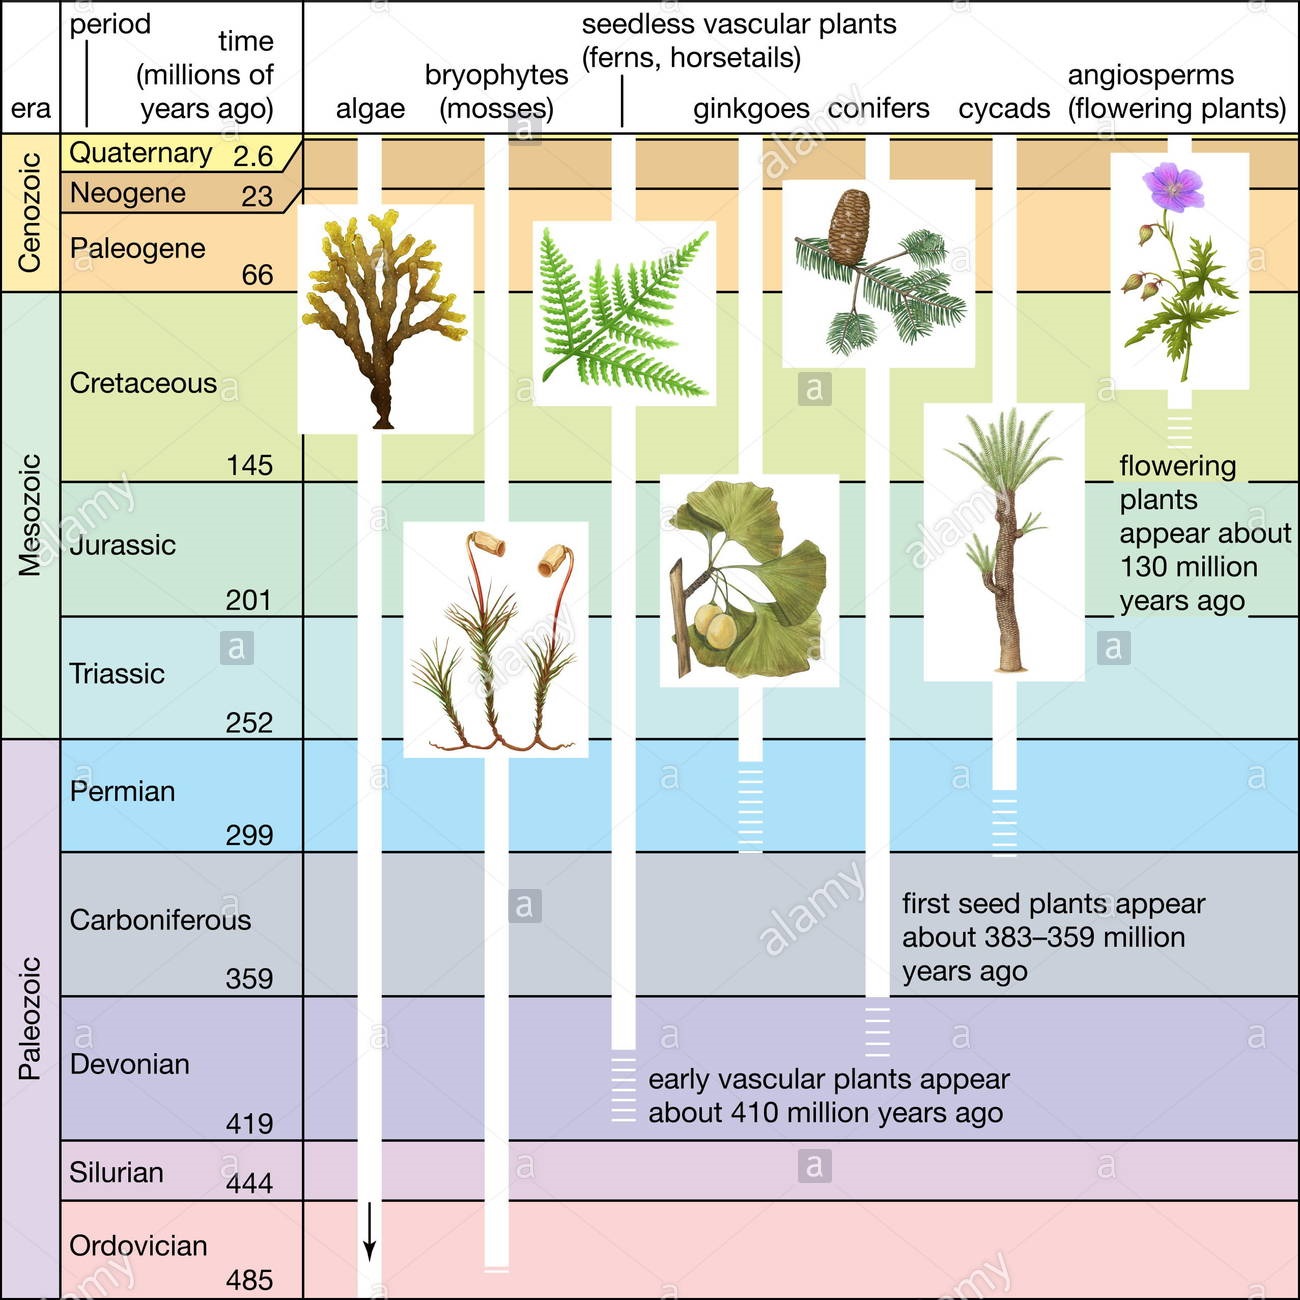 period
time
(millions of
years ago)
era
algae
bryophytes
(mosses)
seedless vascular plants
(ferns, horsetails)
ginkgoes
conifers
cycads
angiosperms
(flowering plants)
Cenozoic
Quaternary 2.6
Neogene 23
Paleogene
66
Mesozoic
Cretaceous
145
Jurassic
201
Triassic
252
Paleozoic
Permian
299
Carboniferous
359
Devonian
419
Silurian
444
Ordovician
485
flowering
plants
appear about
130 million
years ago
first seed plants appear
about 383–359 million
years ago
early vascular plants appear
about 410 million years ago
alamy
a